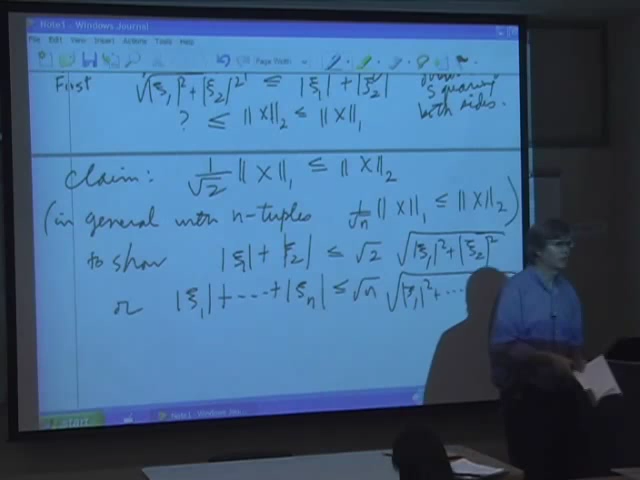 Note1 - Windows Journal
File Edit View Insert Actions Tools Help
Page Width
First √|ξ₁|² + |ξ₂|² ≤ |ξ₁| + |ξ₂|
squaring
both sides.
? ≤ ||X||₂ ≤ ||X||₁
Claim: 1/√2 ||X||₁ ≤ ||X||₂
(in general with n-tuples 1/√n ||X||₁ ≤ ||X||₂)
to show |ξ₁| + |ξ₂| ≤ √2 √|ξ₁|² + |ξ₂|²
or |ξ₁| + ---- + |ξₙ| ≤ √n √|ξ₁|² + ---
start
Note1 - Windows Jou...